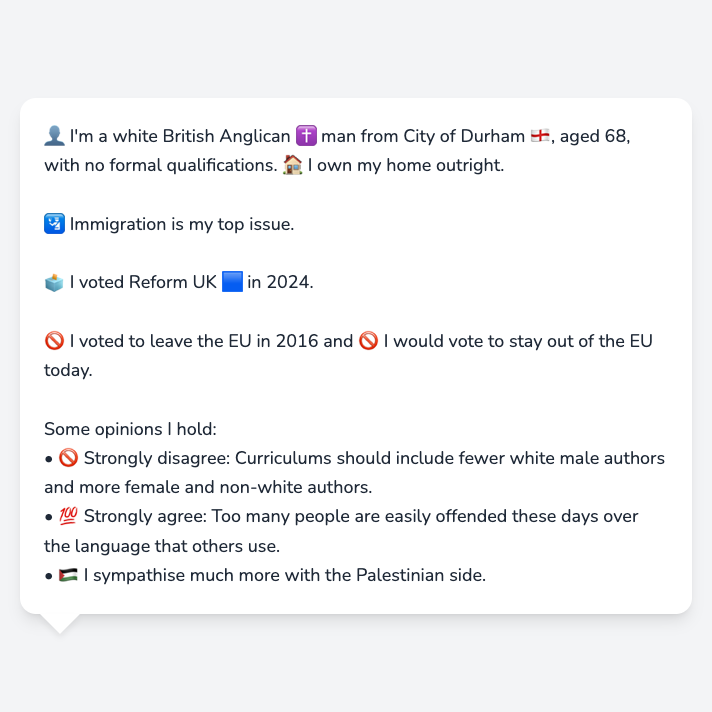 👤 I'm a white British Anglican ✝️ man from City of Durham 🏴󠁧󠁢󠁥󠁮󠁧󠁿, aged 68,
with no formal qualifications. 🏠 I own my home outright.
🛂 Immigration is my top issue.
🗳️ I voted Reform UK 🟦 in 2024.
🚫 I voted to leave the EU in 2016 and 🚫 I would vote to stay out of the EU
today.
Some opinions I hold:
• 🚫 Strongly disagree: Curriculums should include fewer white male authors
and more female and non-white authors.
• 💯 Strongly agree: Too many people are easily offended these days over
the language that others use.
• 🇵🇸 I sympathise much more with the Palestinian side.